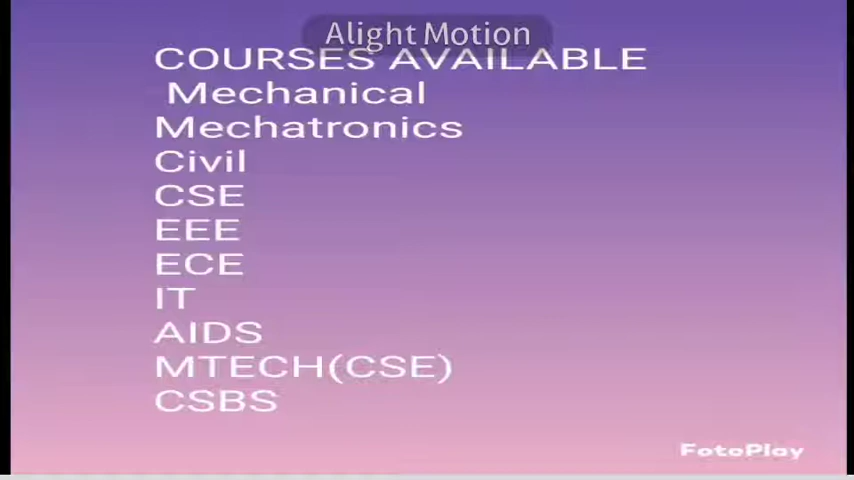 Alight Motion
COURSES AVAILABLE
Mechanical
Mechatronics
Civil
CSE
EEE
ECE
IT
AIDS
MTECH(CSE)
CSBS
FotoPlay